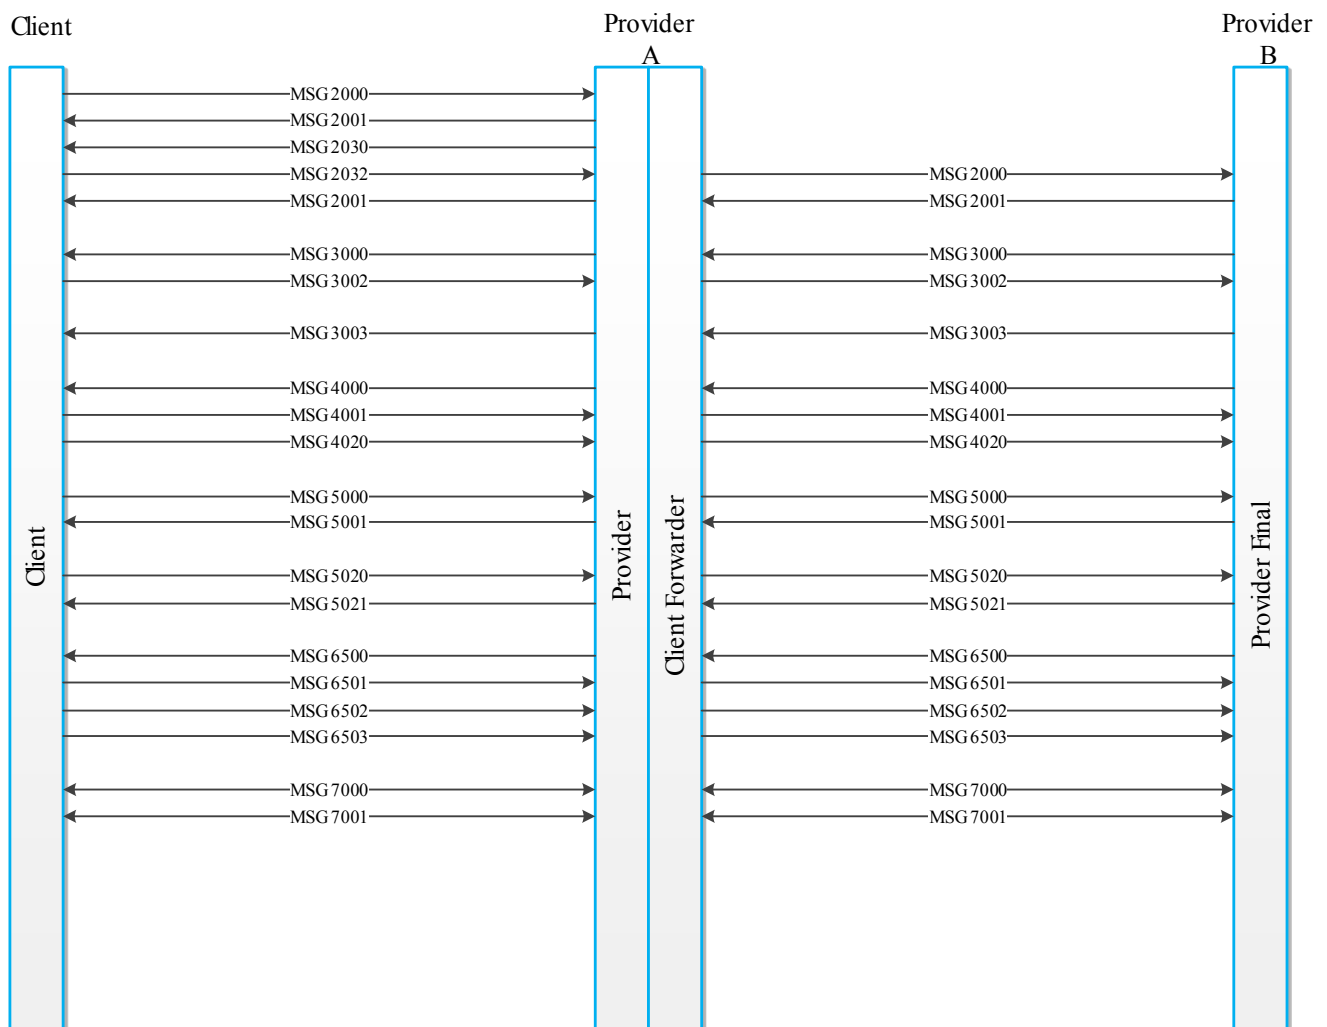 Client
Provider
A
Provider
B
MSG2000
MSG2001
MSG2030
MSG2032
MSG2000
MSG2001
MSG2001
MSG3000
MSG3000
MSG3002
MSG3002
MSG3003
MSG3003
MSG4000
MSG4000
MSG4001
MSG4001
MSG4020
MSG4020
MSG5000
MSG5000
MSG5001
MSG5001
MSG5020
MSG5020
MSG5021
MSG5021
MSG6500
MSG6500
MSG6501
MSG6501
MSG6502
MSG6502
MSG6503
MSG6503
MSG7000
MSG7000
MSG7001
MSG7001
Client
Provider
Client Forwarder
Provider Final